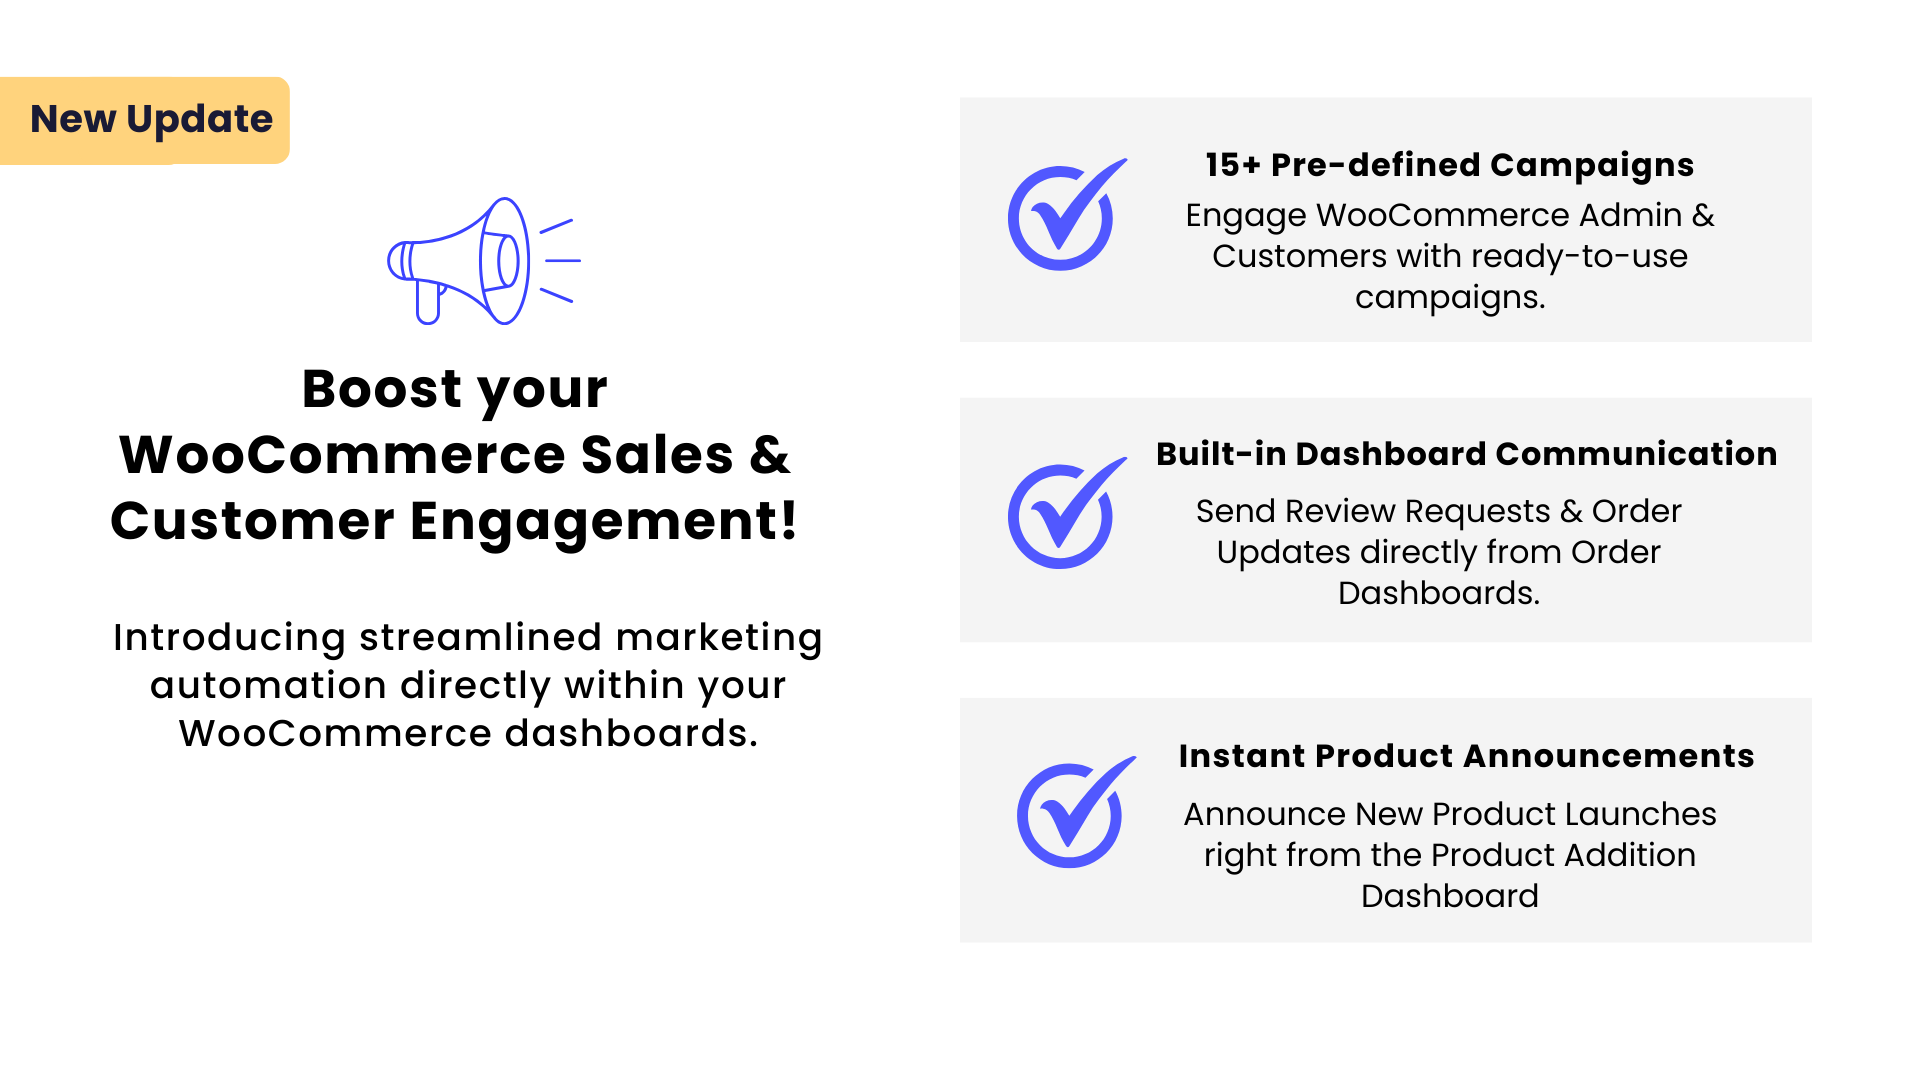 New Update
Boost your
WooCommerce Sales &
Customer Engagement!
Introducing streamlined marketing
automation directly within your
WooCommerce dashboards.
15+ Pre-defined Campaigns
Engage WooCommerce Admin &
Customers with ready-to-use
campaigns.
Built-in Dashboard Communication
Send Review Requests & Order
Updates directly from Order
Dashboards.
Instant Product Announcements
Announce New Product Launches
right from the Product Addition
Dashboard